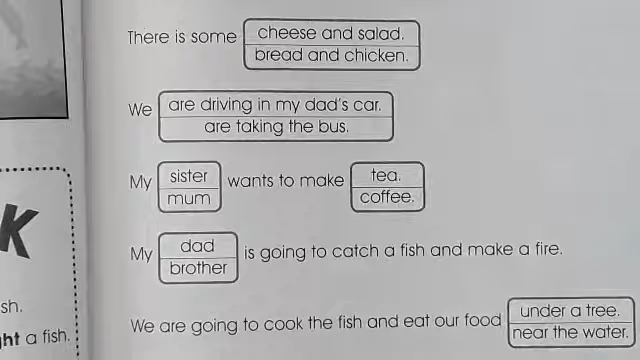 There is some cheese and salad.
bread and chicken.
We are driving in my dad's car.
are taking the bus.
My sister wants to make tea.
mum coffee.
My dad is going to catch a fish and make a fire.
brother
We are going to cook the fish and eat our food under a tree.
near the water.
K
sh.
ht a fish.